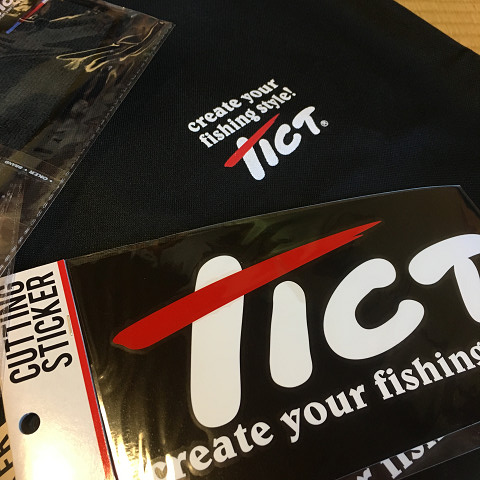 create your
fishing style!
TICT®
CUTTING
STICKER
TICT
create your fishing